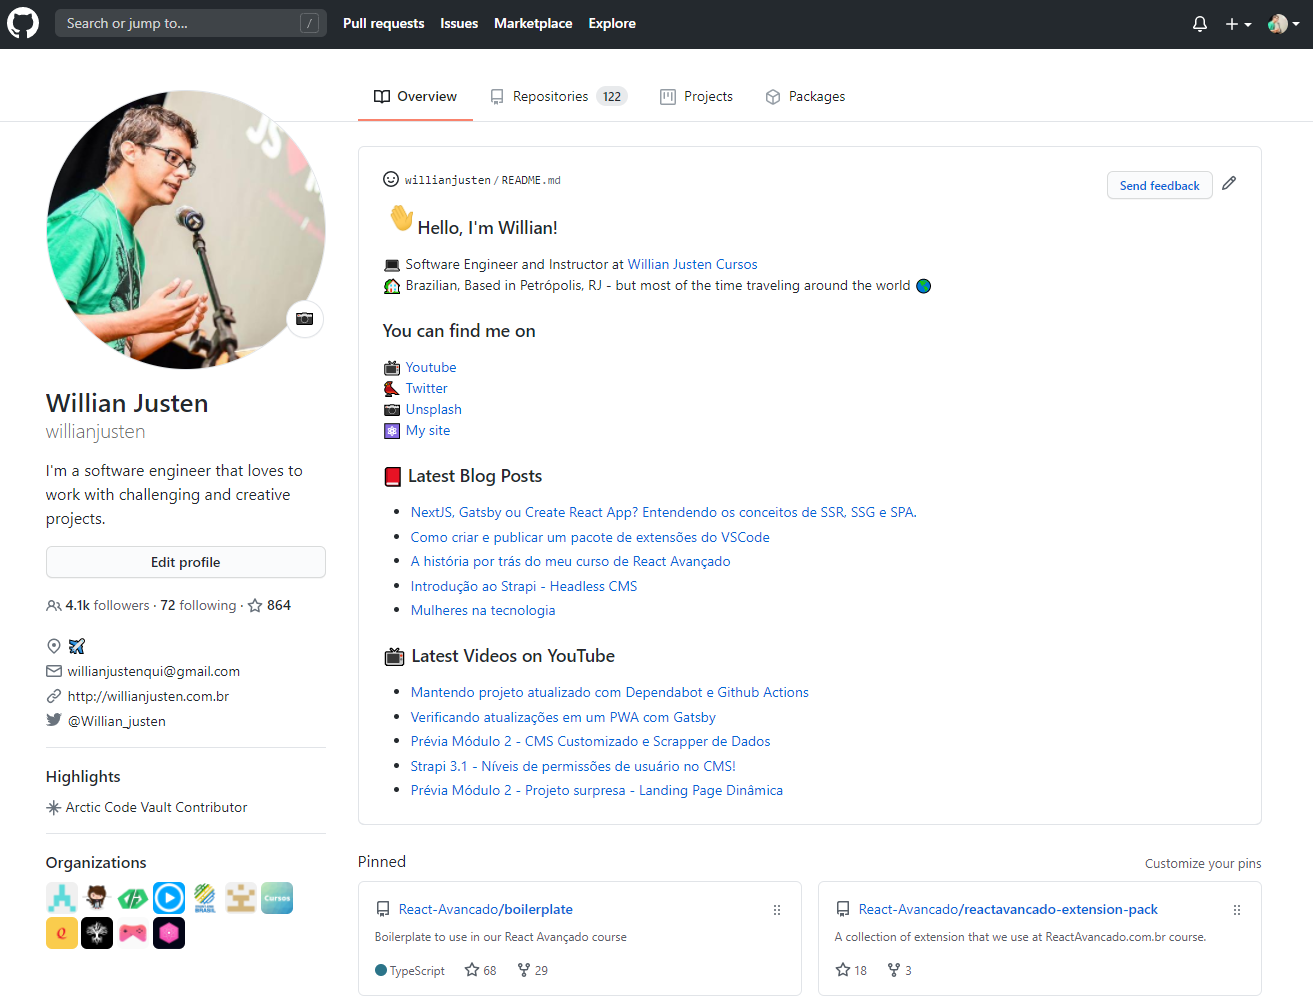 Search or jump to...
/
Pull requests
Issues
Marketplace
Explore
Overview
Repositories 122
Projects
Packages
JS
Willian Justen
willianjusten
I'm a software engineer that loves to
work with challenging and creative
projects.
Edit profile
4.1k followers · 72 following · 864
willianjustenqui@gmail.com
http://willianjusten.com.br
@Willian_justen
Highlights
Arctic Code Vault Contributor
Organizations
BRASIL
Cursos
e
willianjusten/README.md
Send feedback
👋 Hello, I'm Willian!
Software Engineer and Instructor at Willian Justen Cursos
Brazilian, Based in Petrópolis, RJ - but most of the time traveling around the world
You can find me on
Youtube
Twitter
Unsplash
My site
Latest Blog Posts
• NextJS, Gatsby ou Create React App? Entendendo os conceitos de SSR, SSG e SPA.
• Como criar e publicar um pacote de extensões do VSCode
• A história por trás do meu curso de React Avançado
• Introdução ao Strapi - Headless CMS
• Mulheres na tecnologia
Latest Videos on YouTube
• Mantendo projeto atualizado com Dependabot e Github Actions
• Verificando atualizações em um PWA com Gatsby
• Prévia Módulo 2 - CMS Customizado e Scrapper de Dados
• Strapi 3.1 - Níveis de permissões de usuário no CMS!
• Prévia Módulo 2 - Projeto surpresa - Landing Page Dinâmica
Pinned
Customize your pins
React-Avancado/boilerplate
Boilerplate to use in our React Avançado course
TypeScript 68 29
React-Avancado/reactavancado-extension-pack
A collection of extension that we use at ReactAvancado.com.br course.
18 3